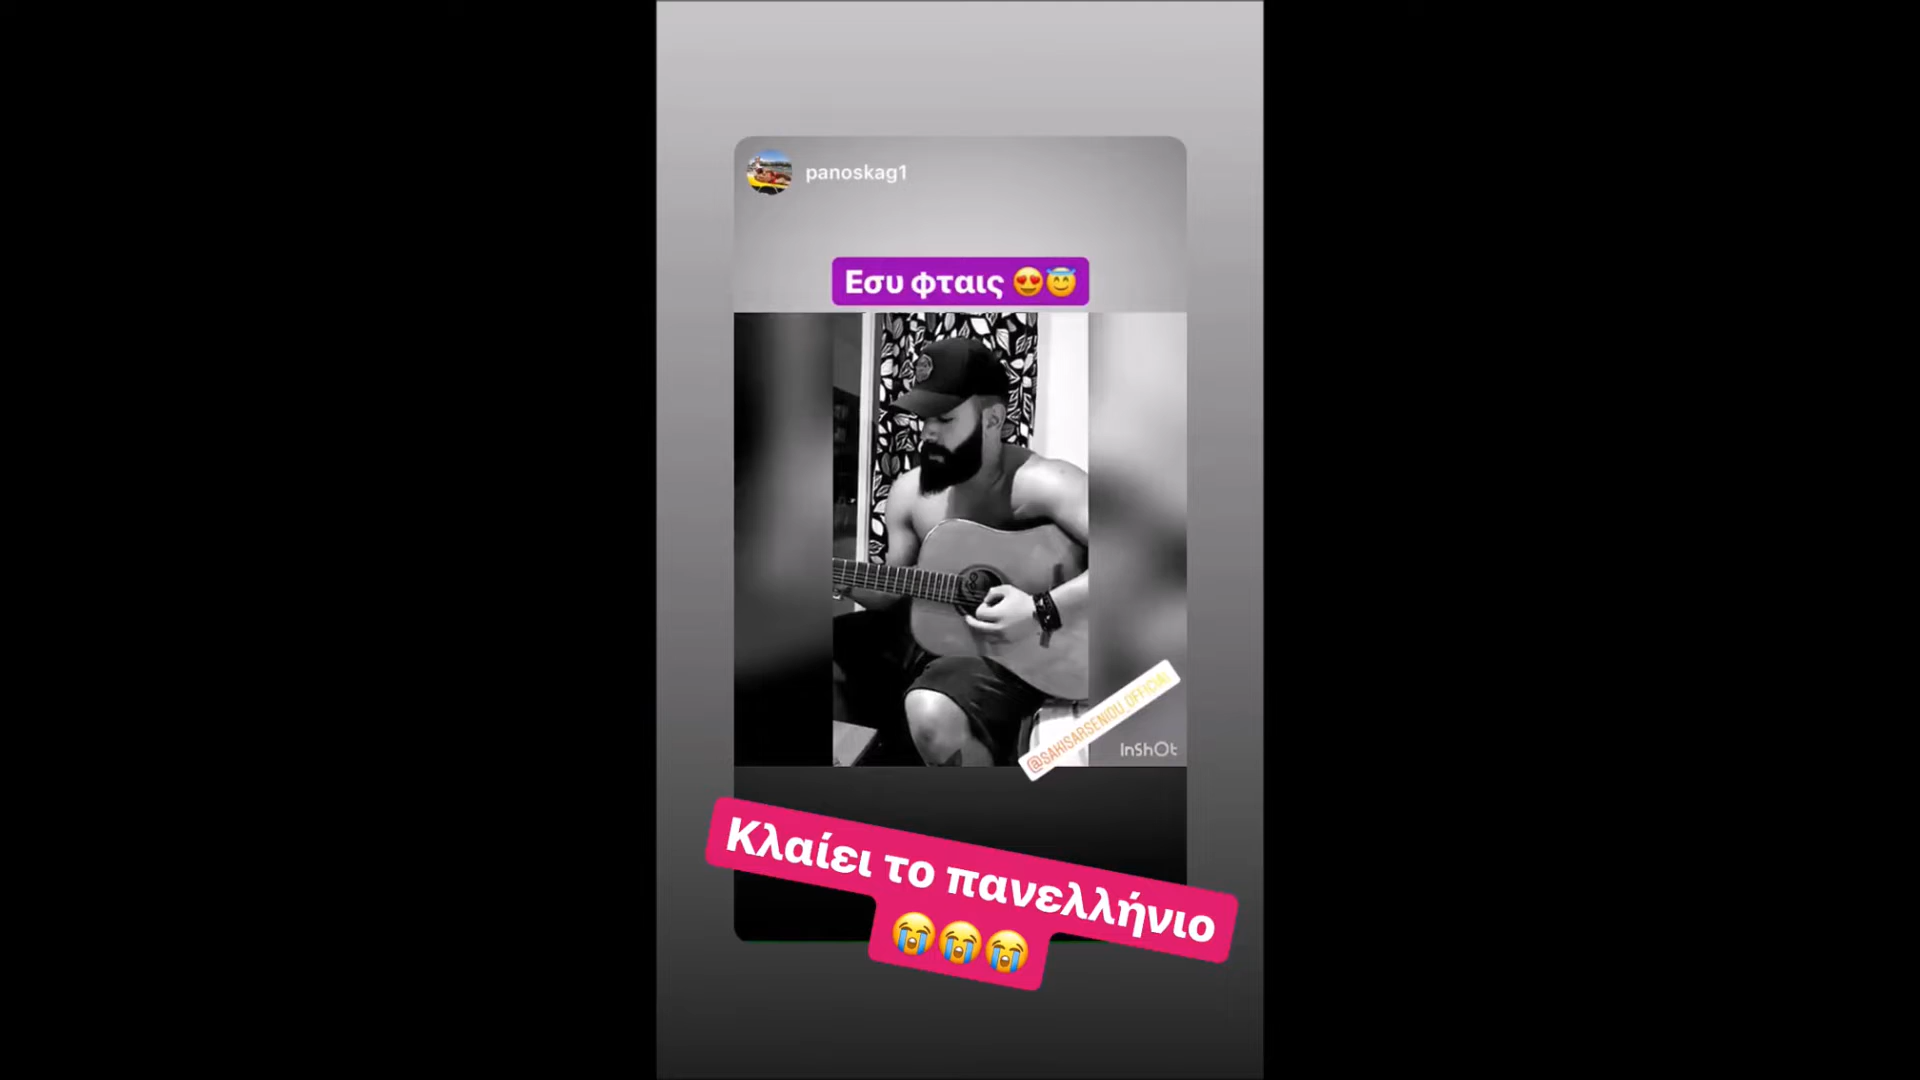 panoskag1
Εσυ φταις 😍😇
@SAKISARSENIOU_OFFICIAL
InShOt
Κλαίει το πανελλήνιο
😭😭😭